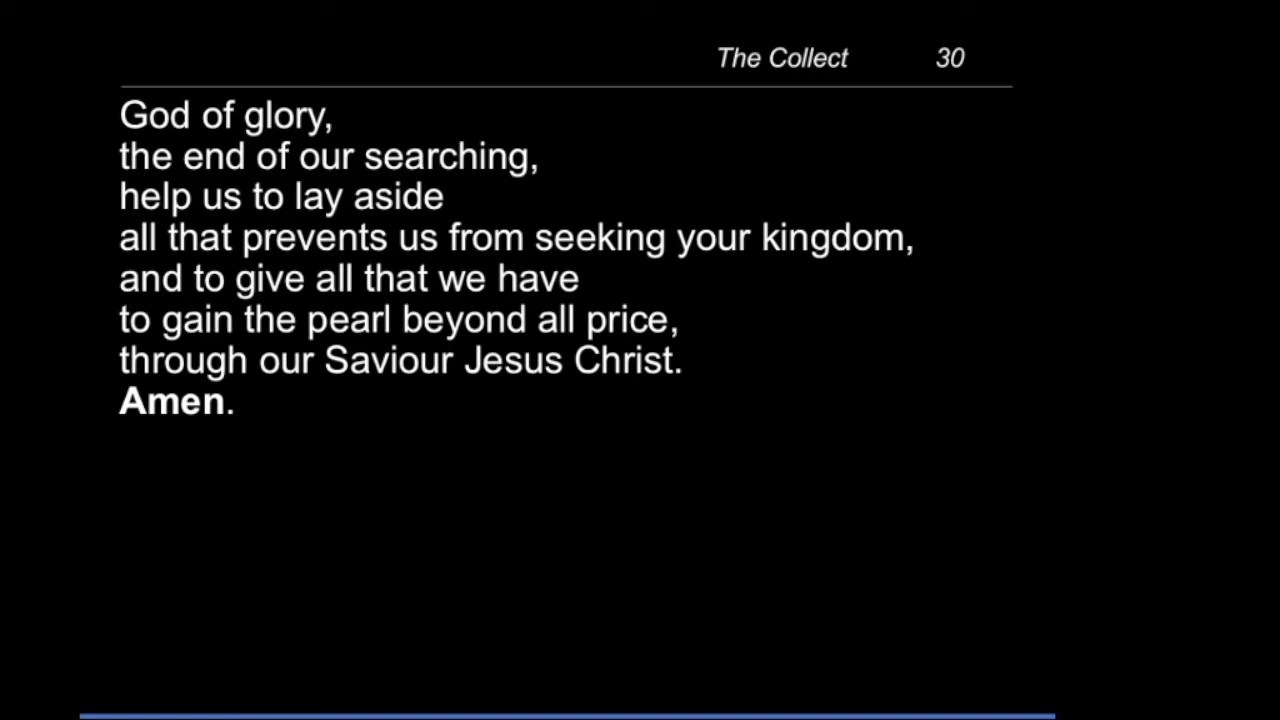 The Collect 30
God of glory,
the end of our searching,
help us to lay aside
all that prevents us from seeking your kingdom,
and to give all that we have
to gain the pearl beyond all price,
through our Saviour Jesus Christ.
Amen.